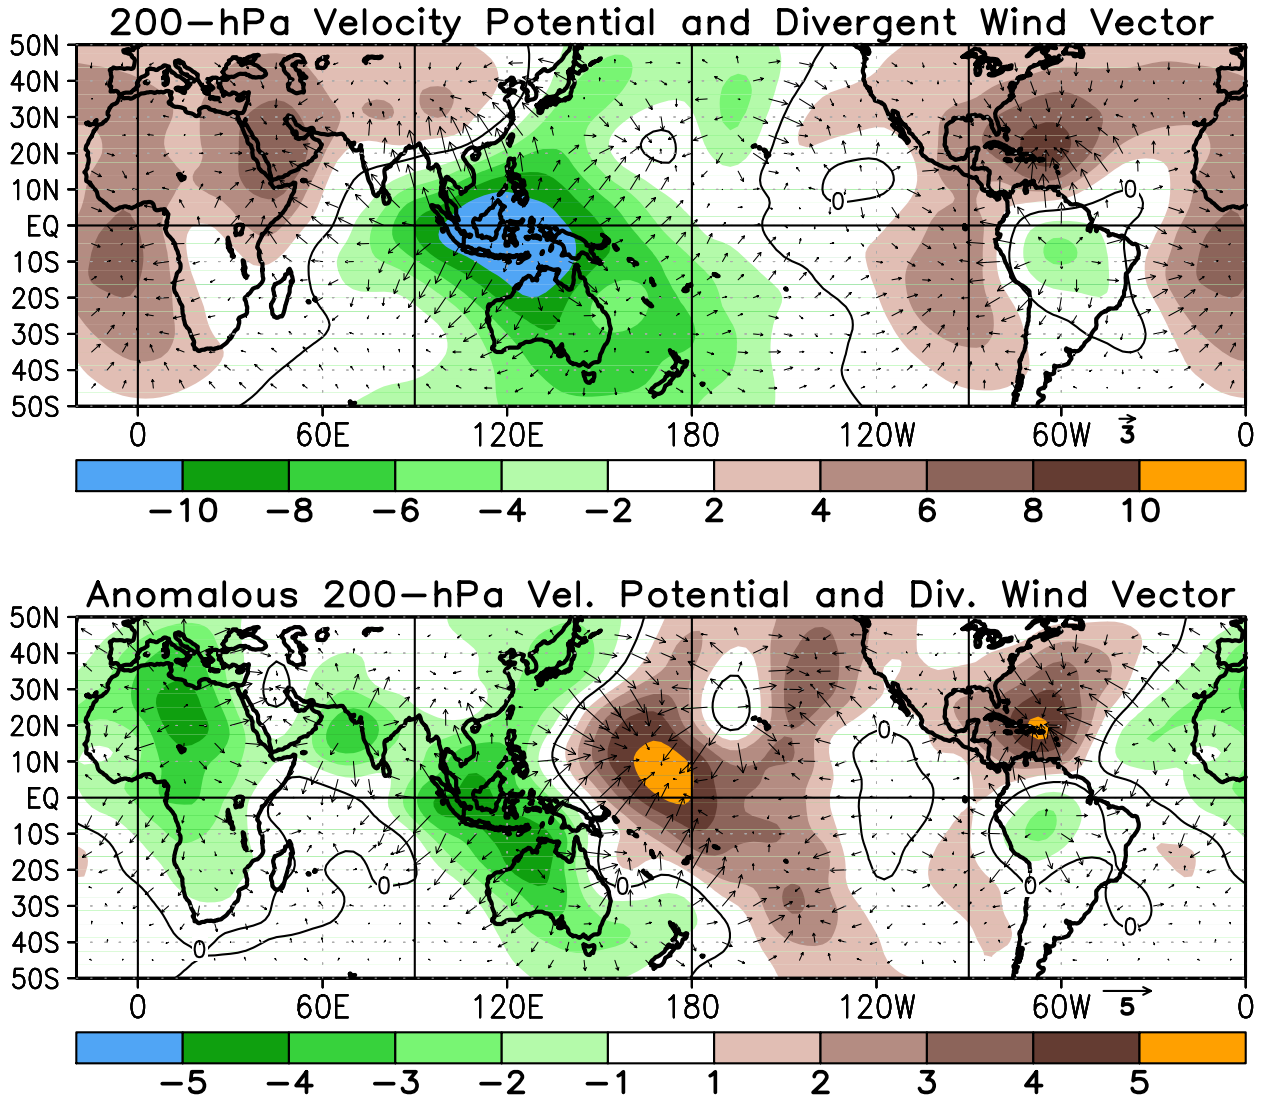 200-hPa Velocity Potential and Divergent Wind Vector
50N
40N
30N
20N
10N
EQ
10S
20S
30S
40S
50S
0
0
0 60E 120E 180 120W 60W 0
3
-10 -8 -6 -4 -2 2 4 6 8 10
Anomalous 200-hPa Vel. Potential and Div. Wind Vector
50N
40N
30N
20N
10N
EQ
10S
20S
30S
40S
50S
0
0 0 0
0
0
0 60E 120E 180 120W 60W 0
5
-5 -4 -3 -2 -1 1 2 3 4 5